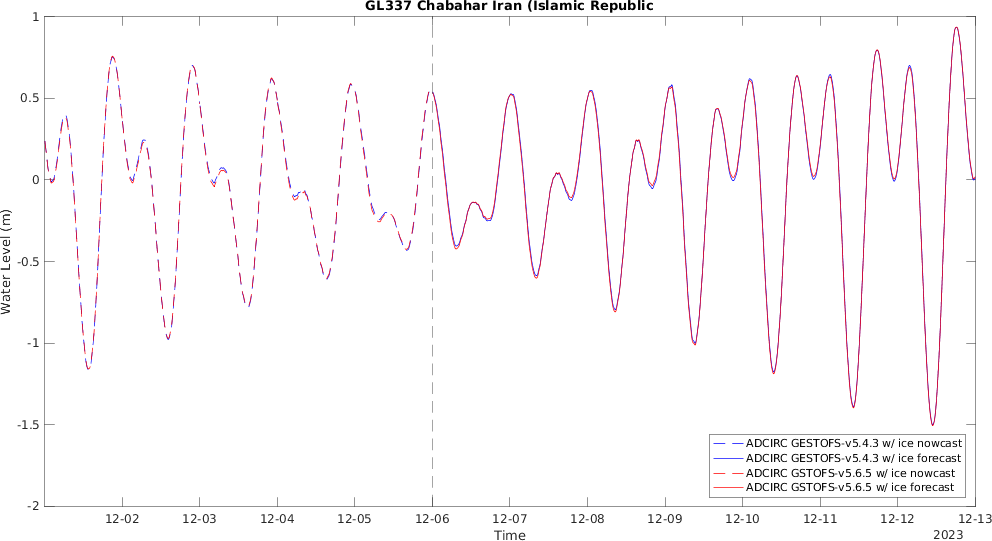 GL337 Chabahar Iran (Islamic Republic
1
0.5
0
-0.5
-1
-1.5
-2
Water Level (m)
12-02 12-03 12-04 12-05 12-06 12-07 12-08 12-09 12-10 12-11 12-12 12-13
Time
2023
ADCIRC GESTOFS-v5.4.3 w/ ice nowcast
ADCIRC GESTOFS-v5.4.3 w/ ice forecast
ADCIRC GSTOFS-v5.6.5 w/ ice nowcast
ADCIRC GSTOFS-v5.6.5 w/ ice forecast